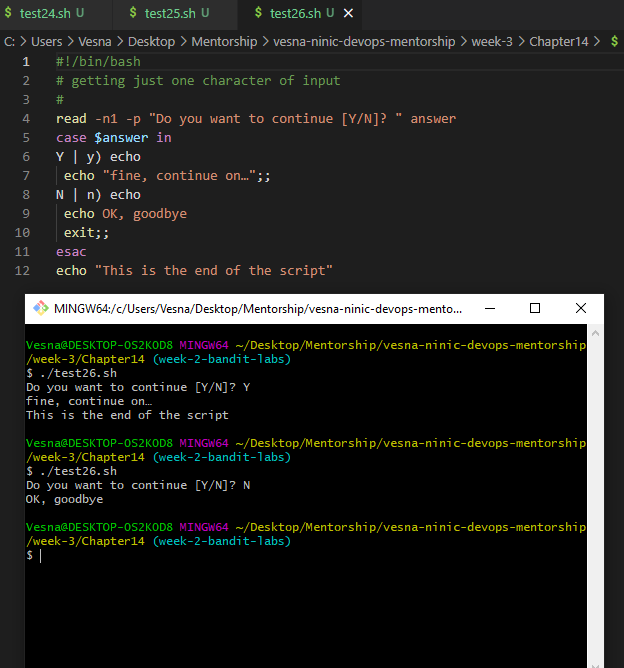 $ test24.sh U $ test25.sh U $ test26.sh U ✕
C: > Users > Vesna > Desktop > Mentorship > vesna-ninic-devops-mentorship > week-3 > Chapter14 > $
1 #!/bin/bash
2 # getting just one character of input
3 #
4 read -n1 -p "Do you want to continue [Y/N]? " answer
5 case $answer in
6 Y | y) echo
7 echo "fine, continue on…";;
8 N | n) echo
9 echo OK, goodbye
10 exit;;
11 esac
12 echo "This is the end of the script"
MINGW64:/c/Users/Vesna/Desktop/Mentorship/vesna-ninic-devops-mento...
Vesna@DESKTOP-OS2KOD8 MINGW64 ~/Desktop/Mentorship/vesna-ninic-devops-mentorship
/week-3/Chapter14 (week-2-bandit-labs)
$ ./test26.sh
Do you want to continue [Y/N]? Y
fine, continue on…
This is the end of the script
Vesna@DESKTOP-OS2KOD8 MINGW64 ~/Desktop/Mentorship/vesna-ninic-devops-mentorship
/week-3/Chapter14 (week-2-bandit-labs)
$ ./test26.sh
Do you want to continue [Y/N]? N
OK, goodbye
Vesna@DESKTOP-OS2KOD8 MINGW64 ~/Desktop/Mentorship/vesna-ninic-devops-mentorship
/week-3/Chapter14 (week-2-bandit-labs)
$